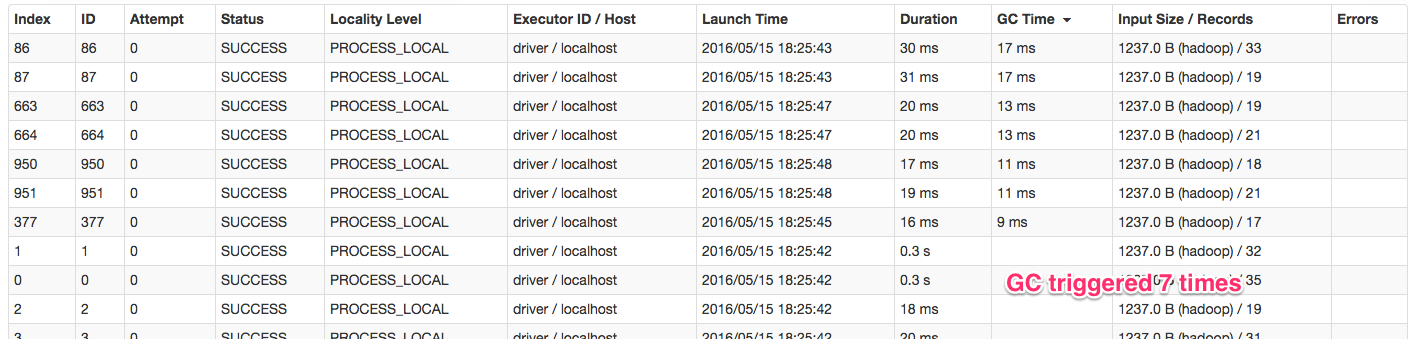 Index ID Attempt Status Locality Level Executor ID / Host Launch Time Duration GC Time Input Size / Records Errors
86 86 0 SUCCESS PROCESS_LOCAL driver / localhost 2016/05/15 18:25:43 30 ms 17 ms 1237.0 B (hadoop) / 33
87 87 0 SUCCESS PROCESS_LOCAL driver / localhost 2016/05/15 18:25:43 31 ms 17 ms 1237.0 B (hadoop) / 19
663 663 0 SUCCESS PROCESS_LOCAL driver / localhost 2016/05/15 18:25:47 20 ms 13 ms 1237.0 B (hadoop) / 19
664 664 0 SUCCESS PROCESS_LOCAL driver / localhost 2016/05/15 18:25:47 20 ms 13 ms 1237.0 B (hadoop) / 21
950 950 0 SUCCESS PROCESS_LOCAL driver / localhost 2016/05/15 18:25:48 17 ms 11 ms 1237.0 B (hadoop) / 18
951 951 0 SUCCESS PROCESS_LOCAL driver / localhost 2016/05/15 18:25:48 19 ms 11 ms 1237.0 B (hadoop) / 21
377 377 0 SUCCESS PROCESS_LOCAL driver / localhost 2016/05/15 18:25:45 16 ms 9 ms 1237.0 B (hadoop) / 17
1 1 0 SUCCESS PROCESS_LOCAL driver / localhost 2016/05/15 18:25:42 0.3 s 1237.0 B (hadoop) / 32
0 0 0 SUCCESS PROCESS_LOCAL driver / localhost 2016/05/15 18:25:42 0.3 s 35
GC triggered 7 times
2 2 0 SUCCESS PROCESS_LOCAL driver / localhost 2016/05/15 18:25:42 18 ms 1237.0 B (hadoop) / 19
3 3 0 SUCCESS PROCESS_LOCAL driver / localhost 2016/05/15 18:25:42 20 ms 1237.0 B (hadoop) / 31